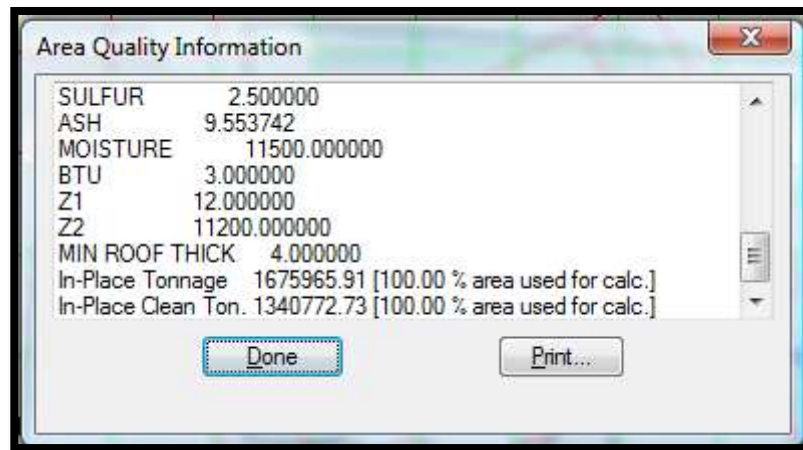 Area Quality Information
SULFUR 2.500000
ASH 9.553742
MOISTURE 11500.000000
BTU 3.000000
Z1 12.000000
Z2 11200.000000
MIN ROOF THICK 4.000000
In-Place Tonnage 1675965.91 [100.00 % area used for calc.]
In-Place Clean Ton. 1340772.73 [100.00 % area used for calc.]
Done Print...